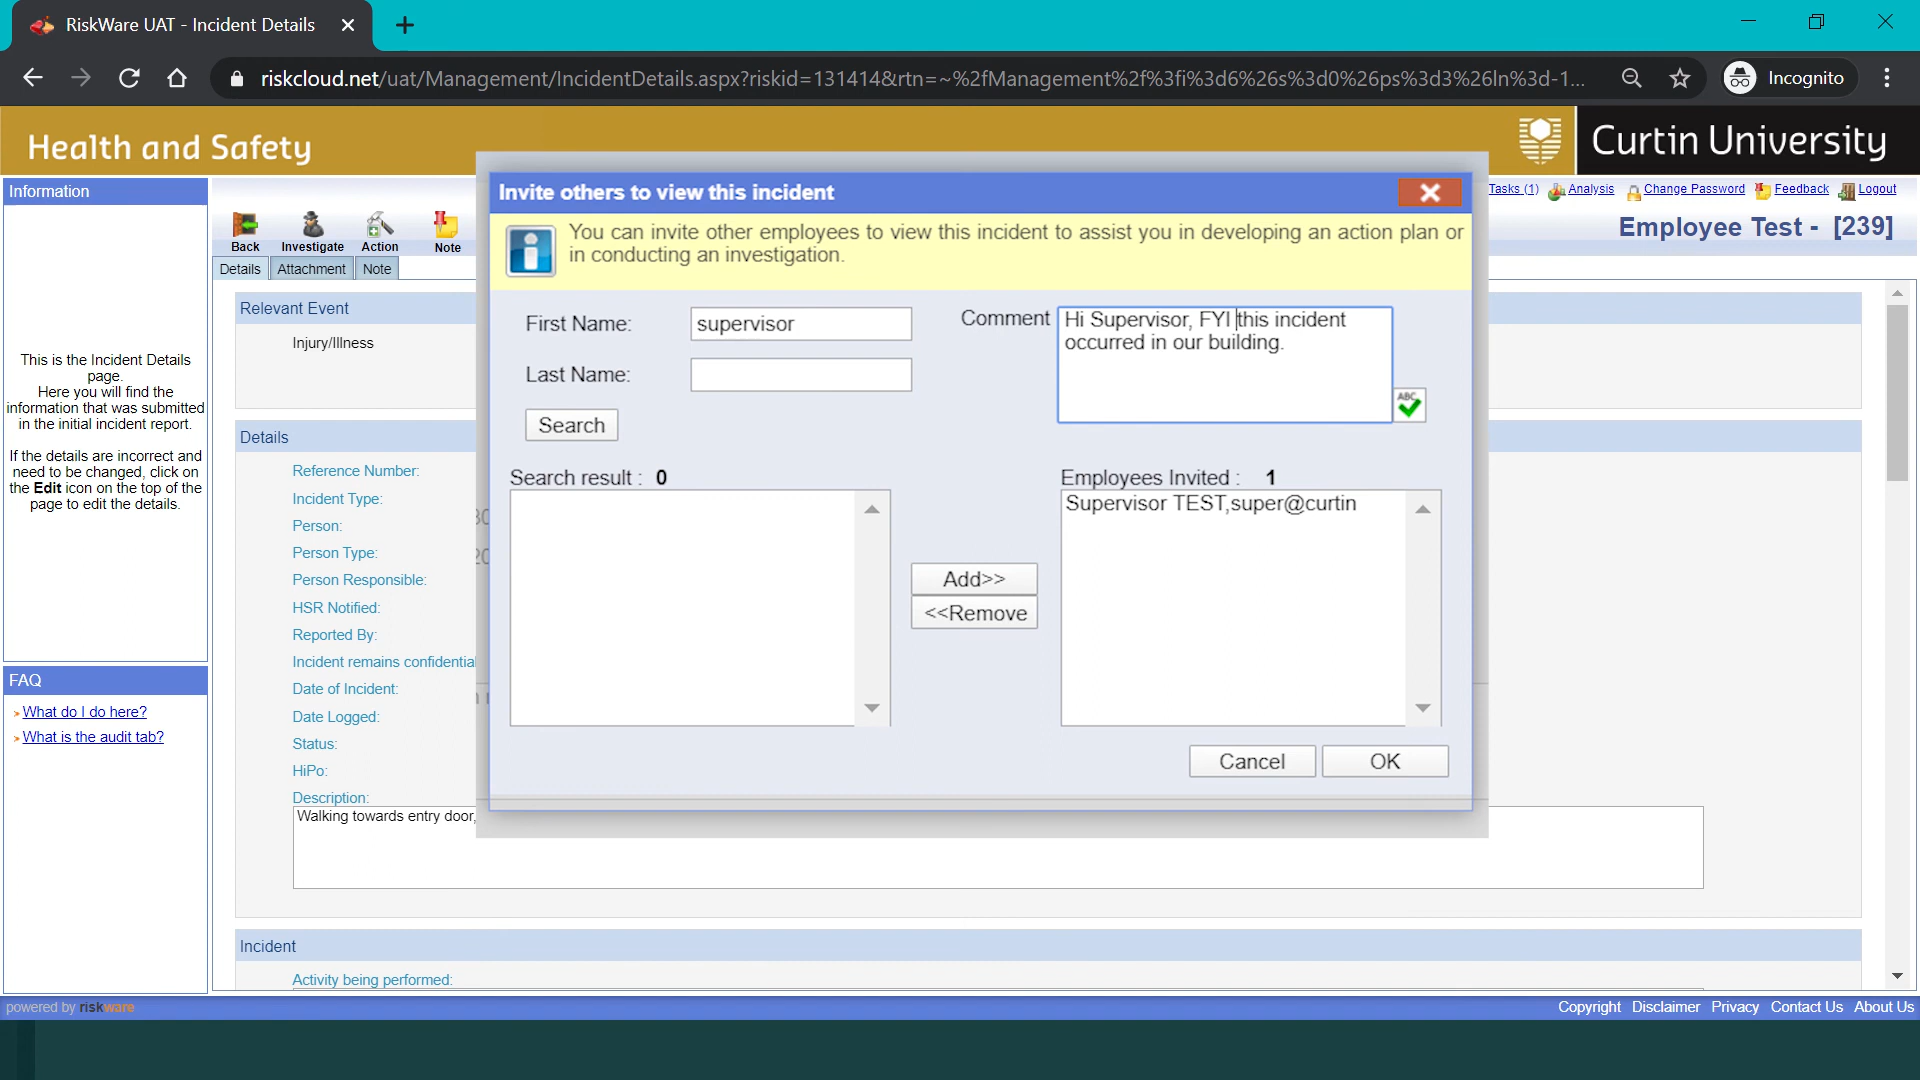 RiskWare UAT - Incident Details
riskcloud.net/uat/Management/IncidentDetails.aspx?riskid=131414&rtn=~%2fManagement%2f%3fi%3d6%26s%3d0%26ps%3d3%26ln%3d-1...
Incognito
Health and Safety
Curtin University
Information
Tasks (1)
Analysis
Change Password
Feedback
Logout
Employee Test - [239]
Back
Investigate
Action
Note
Details
Attachment
Note
This is the Incident Details
page.
Here you will find the
information that was submitted
in the initial incident report.
If the details are incorrect and
need to be changed, click on
the Edit icon on the top of the
page to edit the details.
FAQ
What do I do here?
What is the audit tab?
Relevant Event
Injury/Illness
Details
Reference Number:
Incident Type:
Person:
Person Type:
Person Responsible:
HSR Notified:
Reported By:
Incident remains confidential
Date of Incident:
Date Logged:
Status:
HiPo:
Description:
Walking towards entry door,
Incident
Activity being performed:
Invite others to view this incident
You can invite other employees to view this incident to assist you in developing an action plan or
in conducting an investigation.
First Name:
supervisor
Last Name:
Search
Comment
Hi Supervisor, FYI this incident
occurred in our building.
ABC
Search result : 0
Employees Invited : 1
Supervisor TEST,super@curtin
Add>>
<<Remove
Cancel
OK
powered by riskware
Copyright Disclaimer Privacy Contact Us About Us